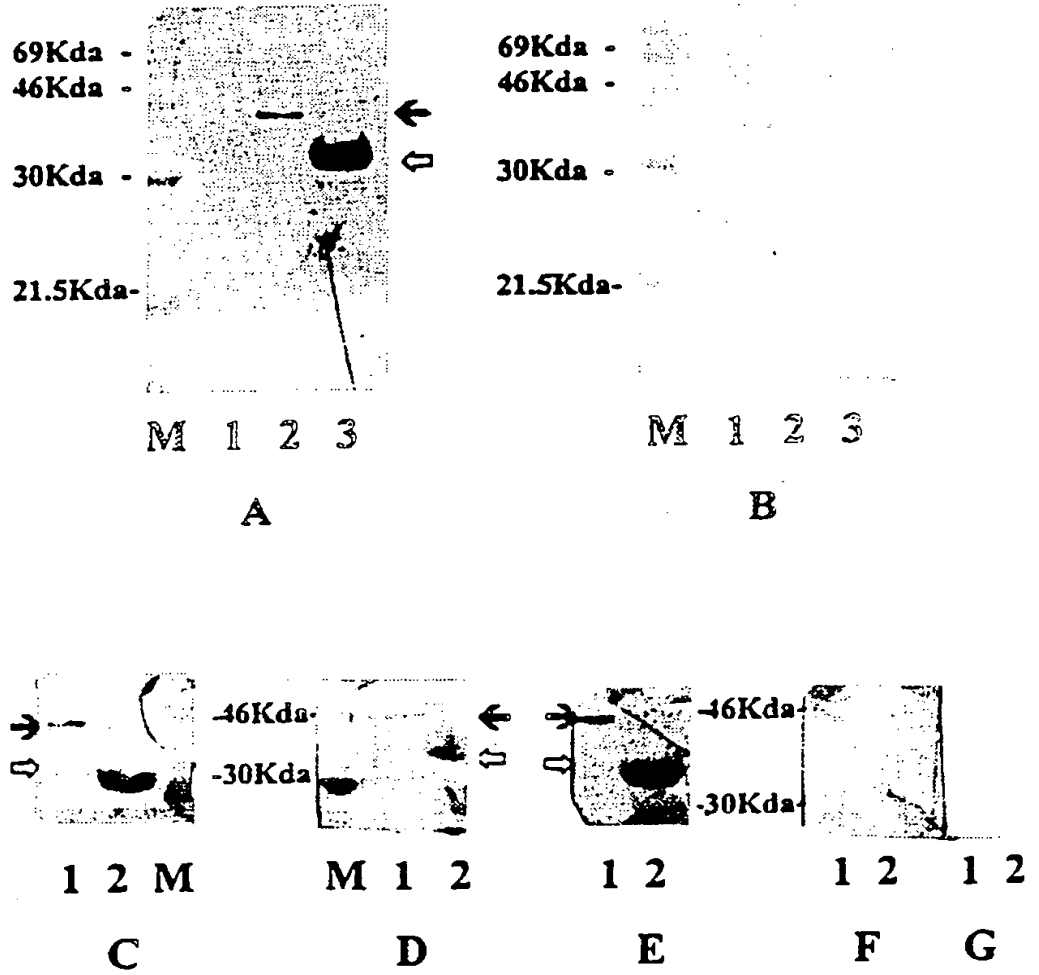 69Kda -
46Kda -
30Kda -
21.5Kda-
M 1 2 3
A
69Kda -
46Kda -
30Kda -
21.5Kda-
M 1 2 3
B
-46Kda-
-30Kda
-46Kda-
-30Kda-
1 2 M
M 1 2
1 2
1 2
1 2
C
D
E
F
G